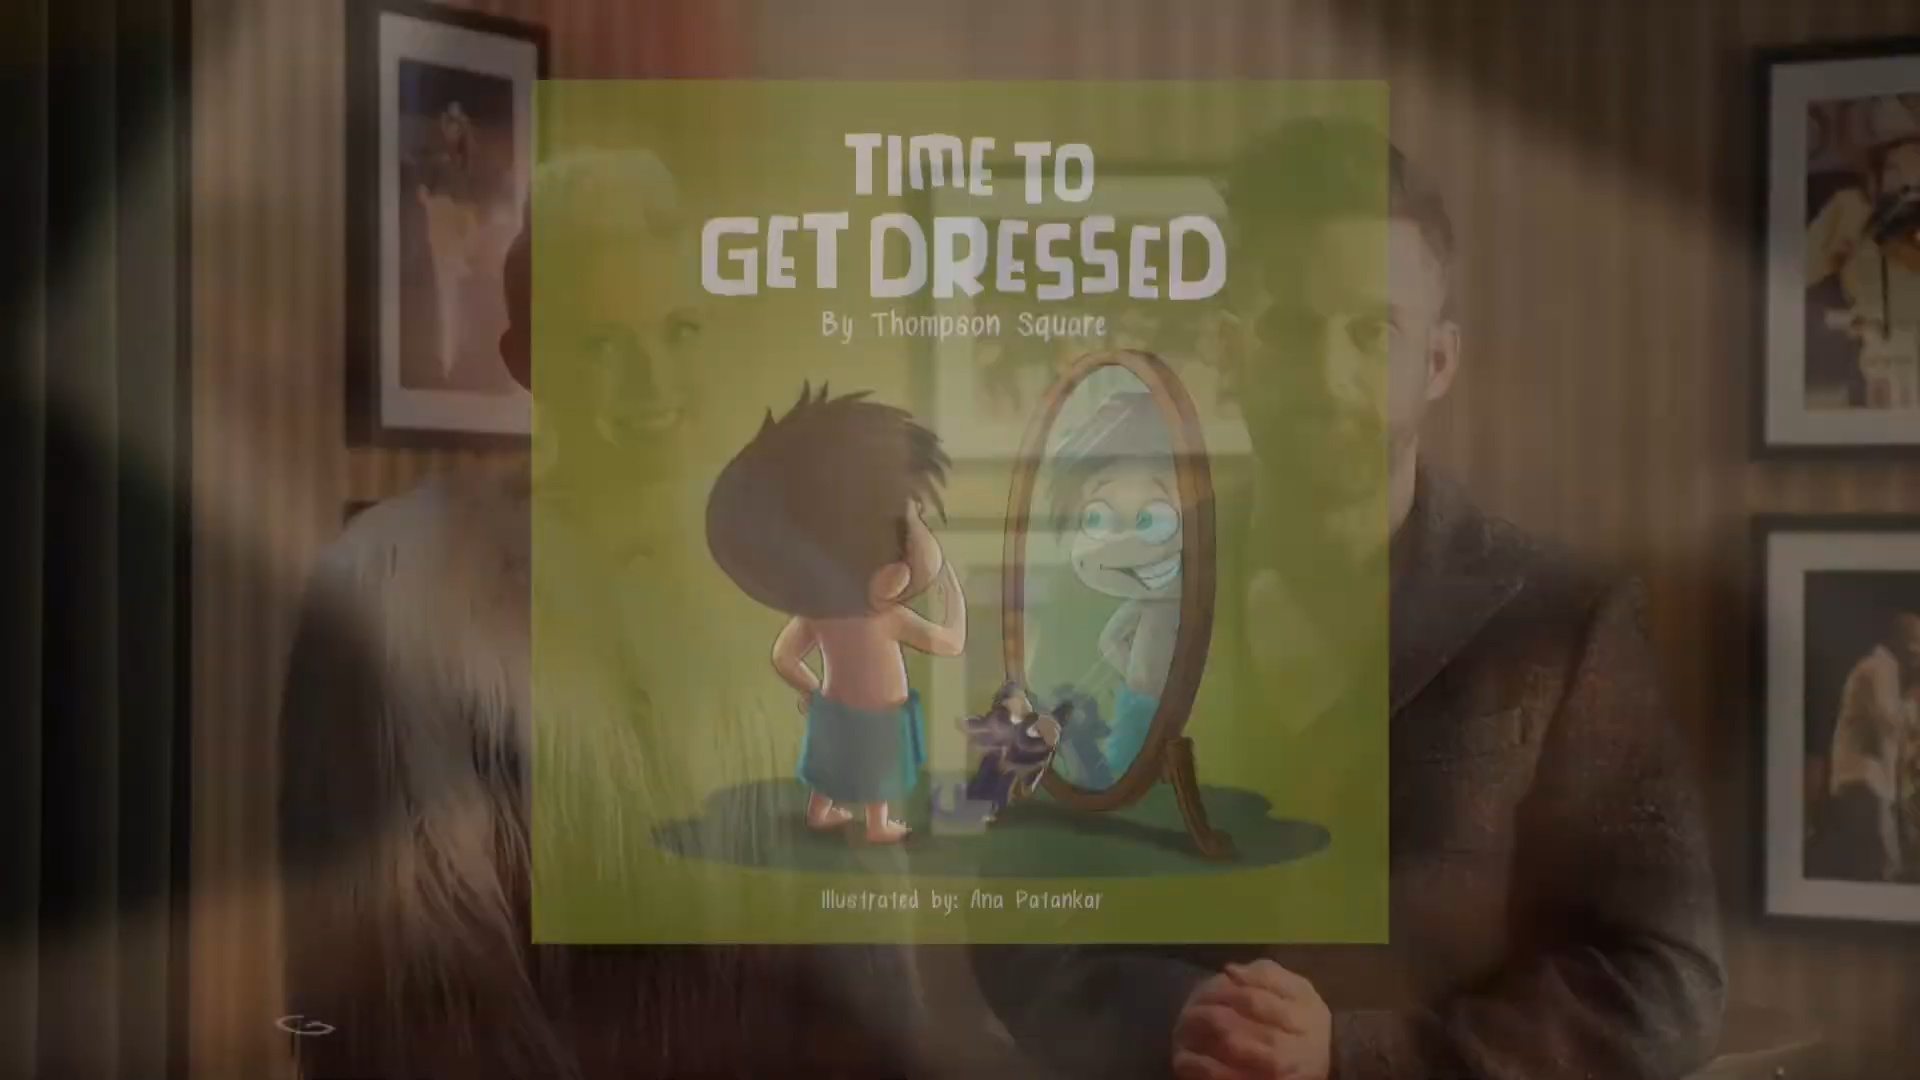 TIME TO
GET DRESSED
By Thompson Square
Illustrated by: Ana Patankar